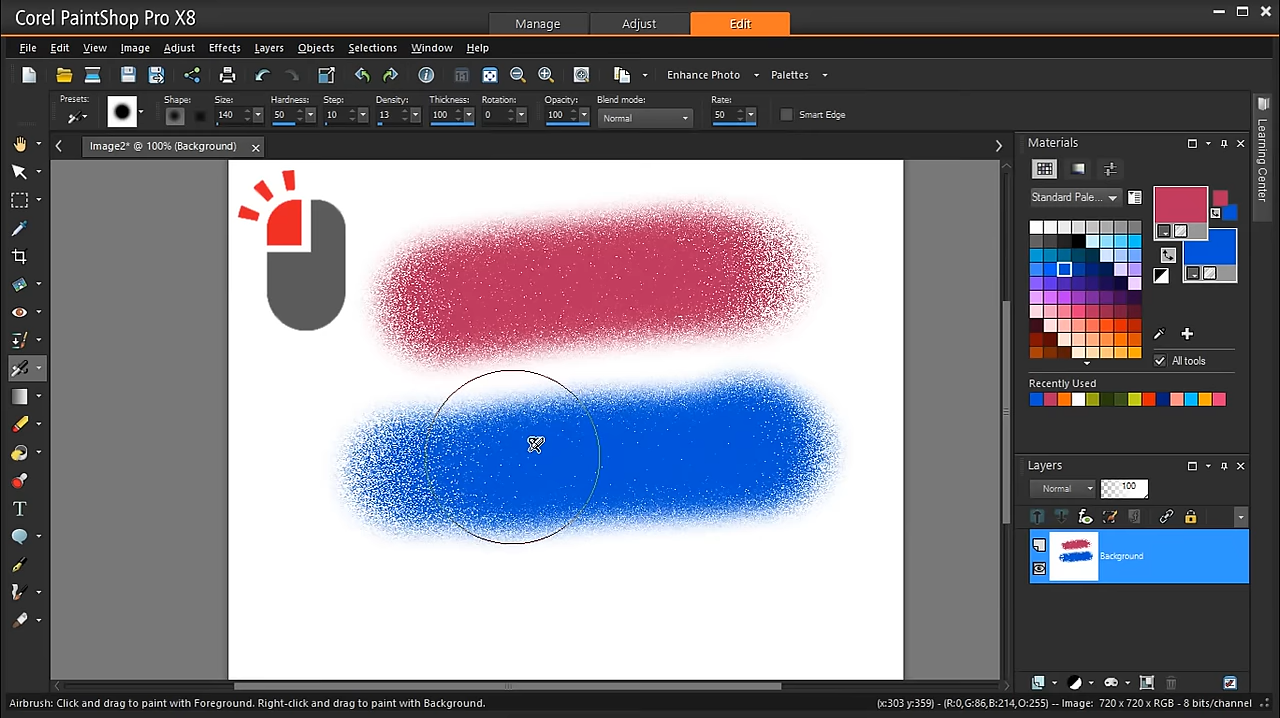 Corel PaintShop Pro X8
Manage Adjust Edit
File Edit View Image Adjust Effects Layers Objects Selections Window Help
Enhance Photo Palettes
Presets: Shape: Size: Hardness: Step: Density: Thickness: Rotation: Opacity: Blend mode: Rate:
140 50 10 13 100 0 100 Normal 50 Smart Edge
Image2* @ 100% (Background)
Materials
Learning Center
Standard Pale...
All tools
Recently Used
Layers
Normal 100
Background
Airbrush: Click and drag to paint with Foreground. Right-click and drag to paint with Background.
(x:303 y:359) -- (R:0,G:86,B:214,O:255) -- Image: 720 x 720 x RGB - 8 bits/channel